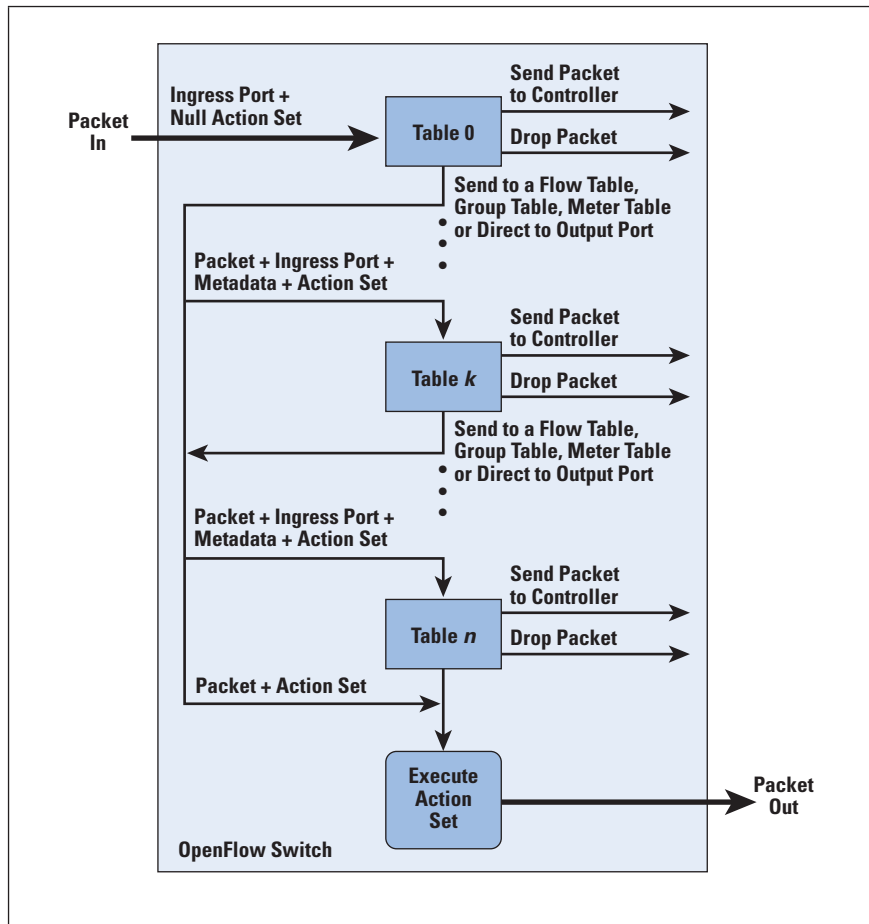 Packet
In
Ingress Port +
Null Action Set
Table 0
Send Packet
to Controller
Drop Packet
Send to a Flow Table,
Group Table, Meter Table
or Direct to Output Port
Packet + Ingress Port +
Metadata + Action Set
Table k
Send Packet
to Controller
Drop Packet
Send to a Flow Table,
Group Table, Meter Table
or Direct to Output Port
Packet + Ingress Port +
Metadata + Action Set
Table n
Send Packet
to Controller
Drop Packet
Packet + Action Set
Execute
Action
Set
Packet
Out
OpenFlow Switch